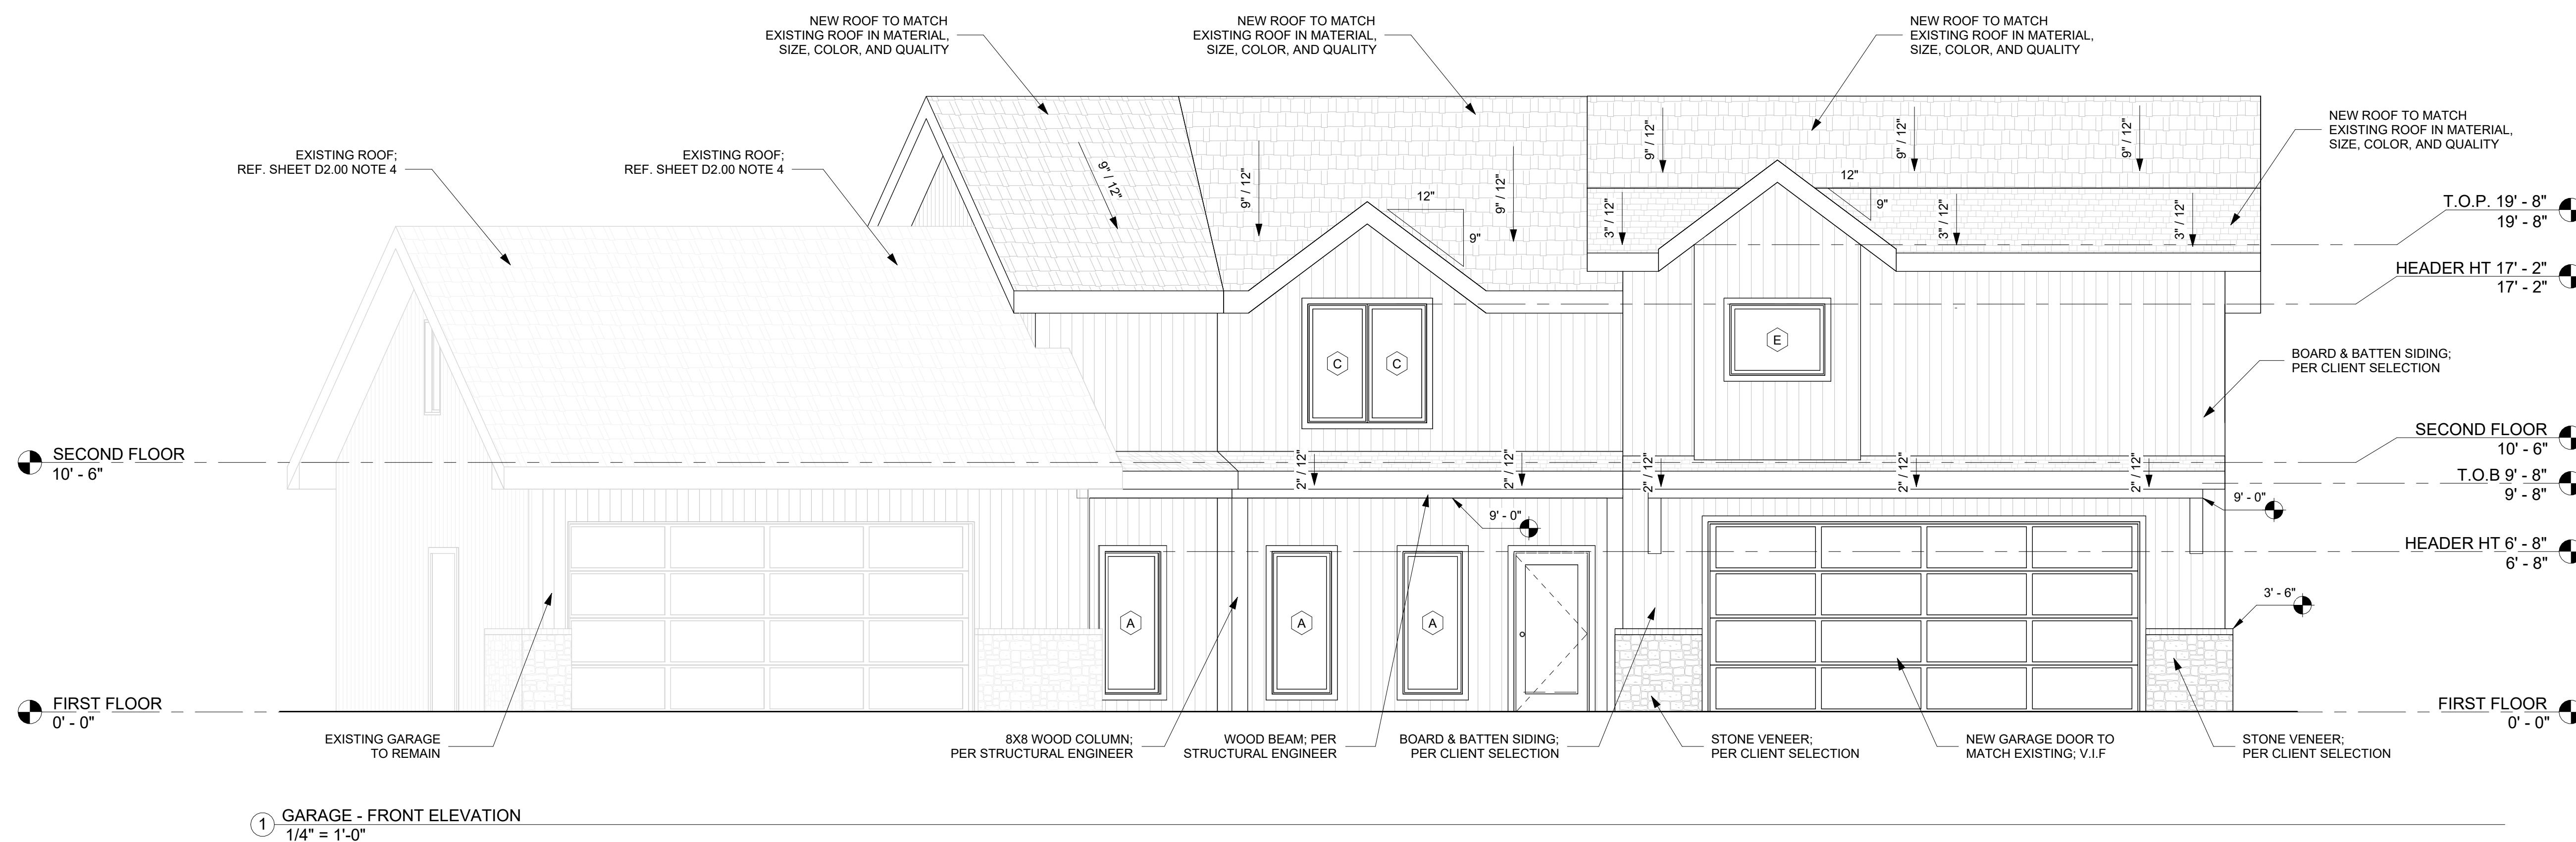 NEW ROOF TO MATCH
EXISTING ROOF IN MATERIAL,
SIZE, COLOR, AND QUALITY
NEW ROOF TO MATCH
EXISTING ROOF IN MATERIAL,
SIZE, COLOR, AND QUALITY
NEW ROOF TO MATCH
EXISTING ROOF IN MATERIAL,
SIZE, COLOR, AND QUALITY
NEW ROOF TO MATCH
EXISTING ROOF IN MATERIAL,
SIZE, COLOR, AND QUALITY
EXISTING ROOF;
REF. SHEET D2.00 NOTE 4
EXISTING ROOF;
REF. SHEET D2.00 NOTE 4
9" / 12"
9" / 12"
9" / 12"
9" / 12"
9" / 12"
9" / 12"
12"
9"
12"
9"
3" / 12"
3" / 12"
3" / 12"
T.O.P. 19' - 8"
19' - 8"
HEADER HT 17' - 2"
17' - 2"
C
C
E
BOARD & BATTEN SIDING;
PER CLIENT SELECTION
SECOND FLOOR
10' - 6"
SECOND FLOOR
10' - 6"
2" / 12"
2" / 12"
2" / 12"
2" / 12"
2" / 12"
T.O.B 9' - 8"
9' - 8"
9' - 0"
9' - 0"
HEADER HT 6' - 8"
6' - 8"
3' - 6"
A
A
A
FIRST FLOOR
0' - 0"
FIRST FLOOR
0' - 0"
EXISTING GARAGE
TO REMAIN
8X8 WOOD COLUMN;
PER STRUCTURAL ENGINEER
WOOD BEAM; PER
STRUCTURAL ENGINEER
BOARD & BATTEN SIDING;
PER CLIENT SELECTION
STONE VENEER;
PER CLIENT SELECTION
NEW GARAGE DOOR TO
MATCH EXISTING; V.I.F
STONE VENEER;
PER CLIENT SELECTION
1
GARAGE - FRONT ELEVATION
1/4" = 1'-0"